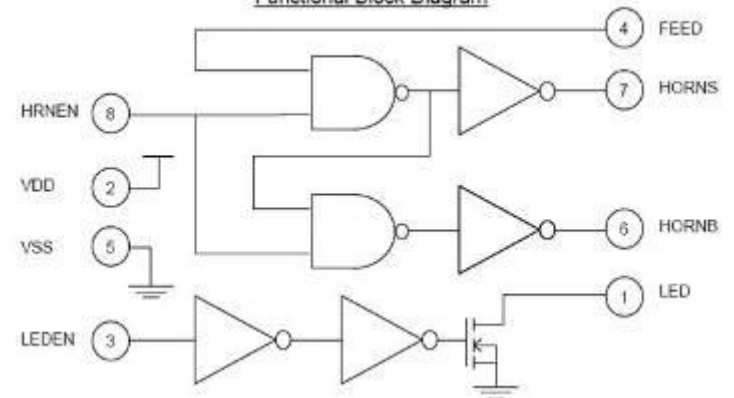 Functional Block Diagram
4 FEED
7 HORNS
HRNEN 8
VDD 2
VSS 5
6 HORNB
1 LED
LEDEN 3